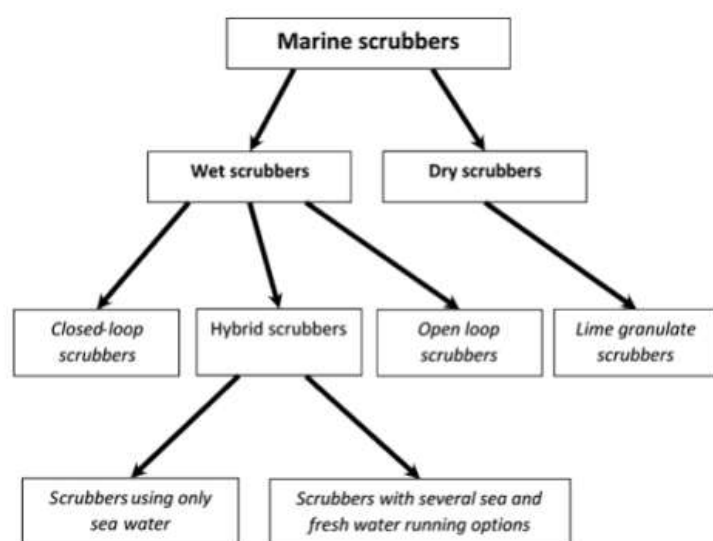 Marine scrubbers
Wet scrubbers
Dry scrubbers
Closed-loop
scrubbers
Hybrid scrubbers
Open loop
scrubbers
Lime granulate
scrubbers
Scrubbers using only
sea water
Scrubbers with several sea and
fresh water running options